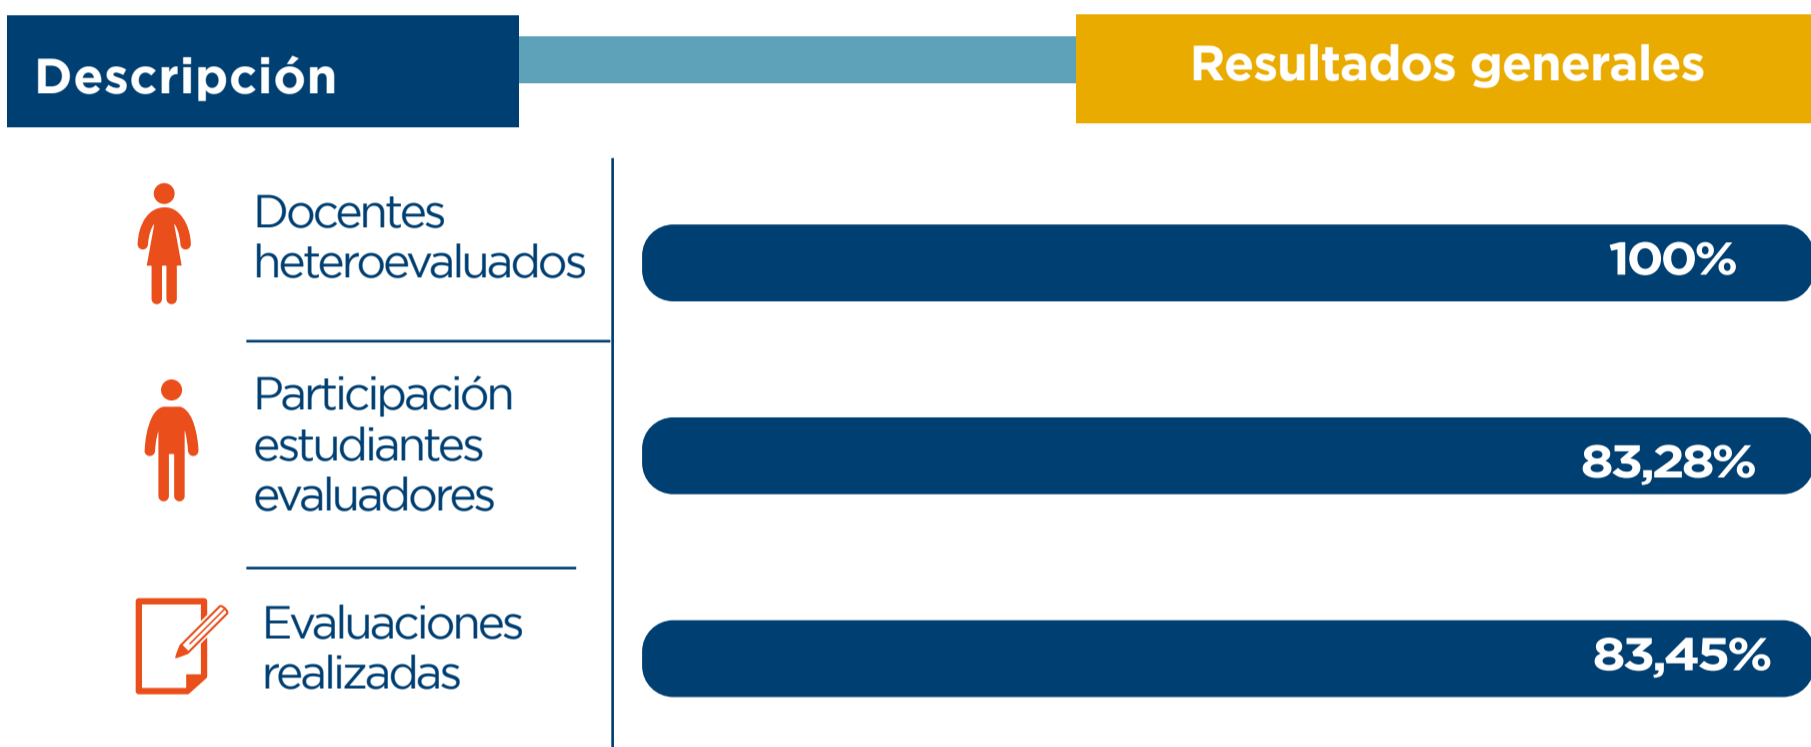 Descripción
Resultados generales
Docentes
heteroevaluados
100%
Participación
estudiantes
evaluadores
83,28%
Evaluaciones
realizadas
83,45%